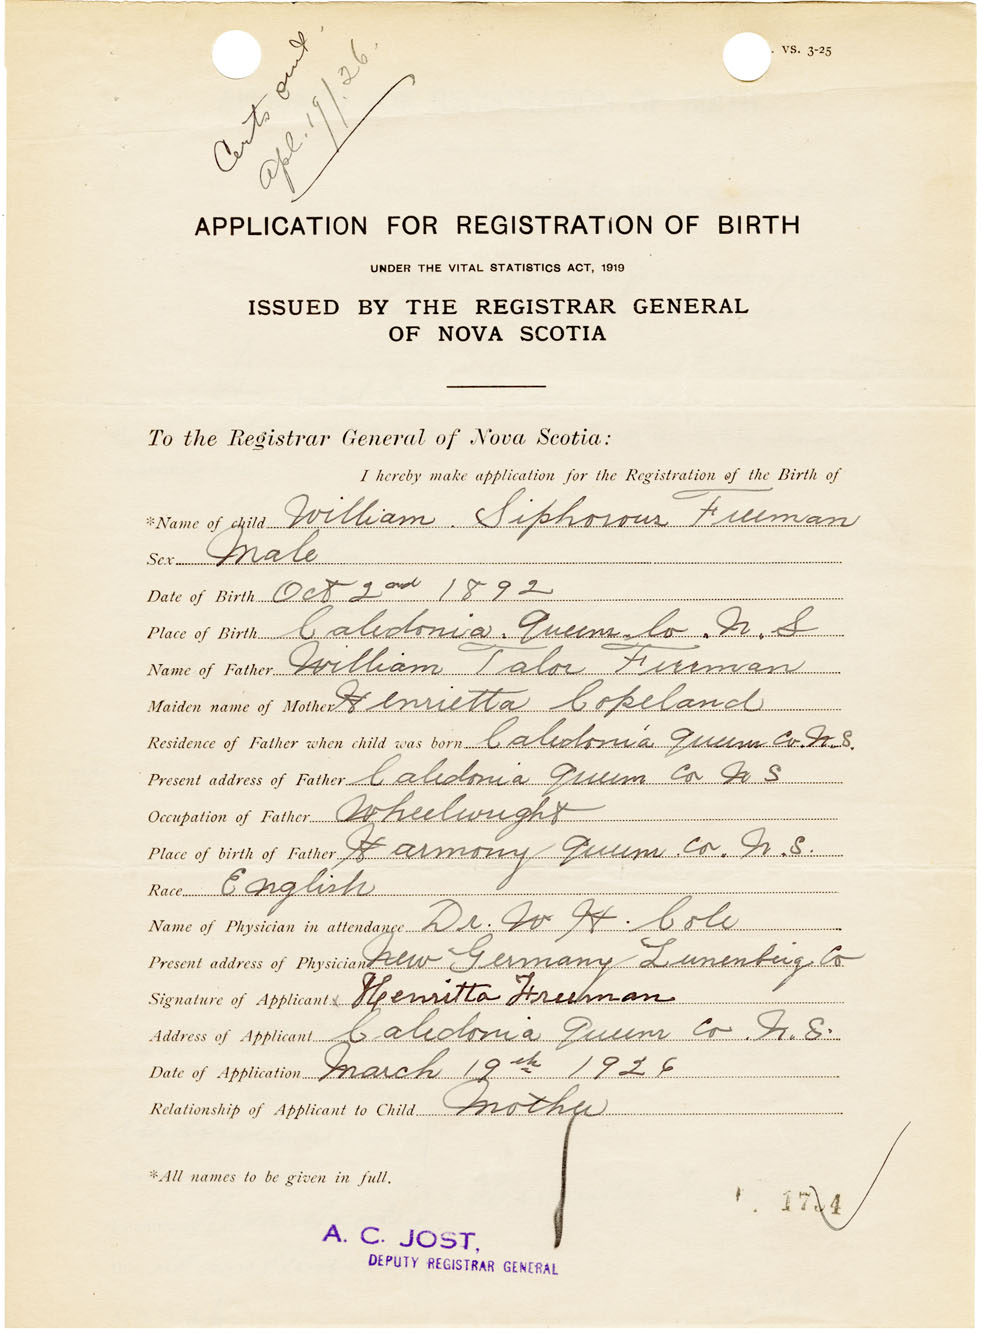 . VS. 3-25
Certs out
Apl. 19/26.
APPLICATION FOR REGISTRATION OF BIRTH
UNDER THE VITAL STATISTICS ACT, 1919
ISSUED BY THE REGISTRAR GENERAL
OF NOVA SCOTIA
To the Registrar General of Nova Scotia:
I hereby make application for the Registration of the Birth of
*Name of child William . Siphorous Freeman
Sex Male
Date of Birth Oct 2nd 1892
Place of Birth Caledonia . Queens Co . N. S
Name of Father William Talor Freeman
Maiden name of Mother Henrietta Copeland
Residence of Father when child was born Caledonia Queens Co. N. S.
Present address of Father Caledonia Queens Co N S
Occupation of Father Wheelwright
Place of birth of Father Harmony Queens Co. N. S.
Race English
Name of Physician in attendance Dr. W H. Cole
Present address of Physician New Germany Lunenburg Co
Signature of Applicant x Henritta Freeman
Address of Applicant Caledonia Queens Co . N. S.
Date of Application March 19th 1926
Relationship of Applicant to Child Mother
*All names to be given in full.
A. C. JOST,
DEPUTY REGISTRAR GENERAL